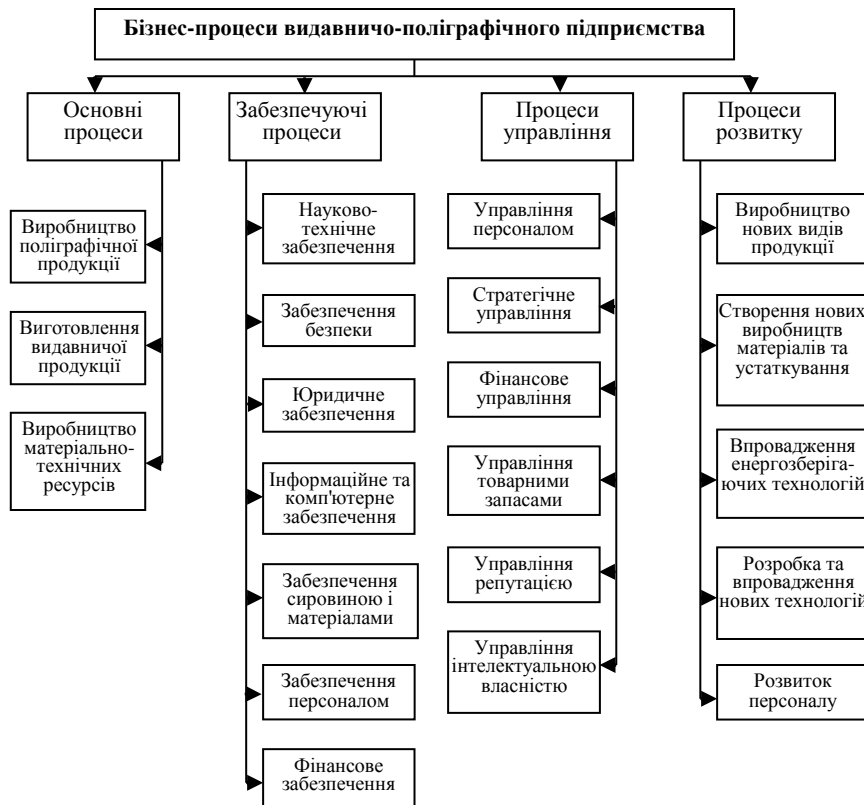 Бізнес-процеси видавничо-поліграфічного підприємства
Основні
процеси
Забезпечуючі
процеси
Процеси
управління
Процеси
розвитку
Виробництво
поліграфічної
продукції
Виготовлення
видавничої
продукції
Виробництво
матеріально-
технічних
ресурсів
Науково-
технічне
забезпечення
Забезпечення
безпеки
Юридичне
забезпечення
Інформаційне та
комп'ютерне
забезпечення
Забезпечення
сировиною і
матеріалами
Забезпечення
персоналом
Фінансове
забезпечення
Управління
персоналом
Стратегічне
управління
Фінансове
управління
Управління
товарними
запасами
Управління
репутацією
Управління
інтелектуальною
власністю
Виробництво
нових видів
продукції
Створення нових
виробництв
матеріалів та
устаткування
Впровадження
енергозберіга-
ючих технологій
Розробка та
впровадження
нових технологій
Розвиток
персоналу